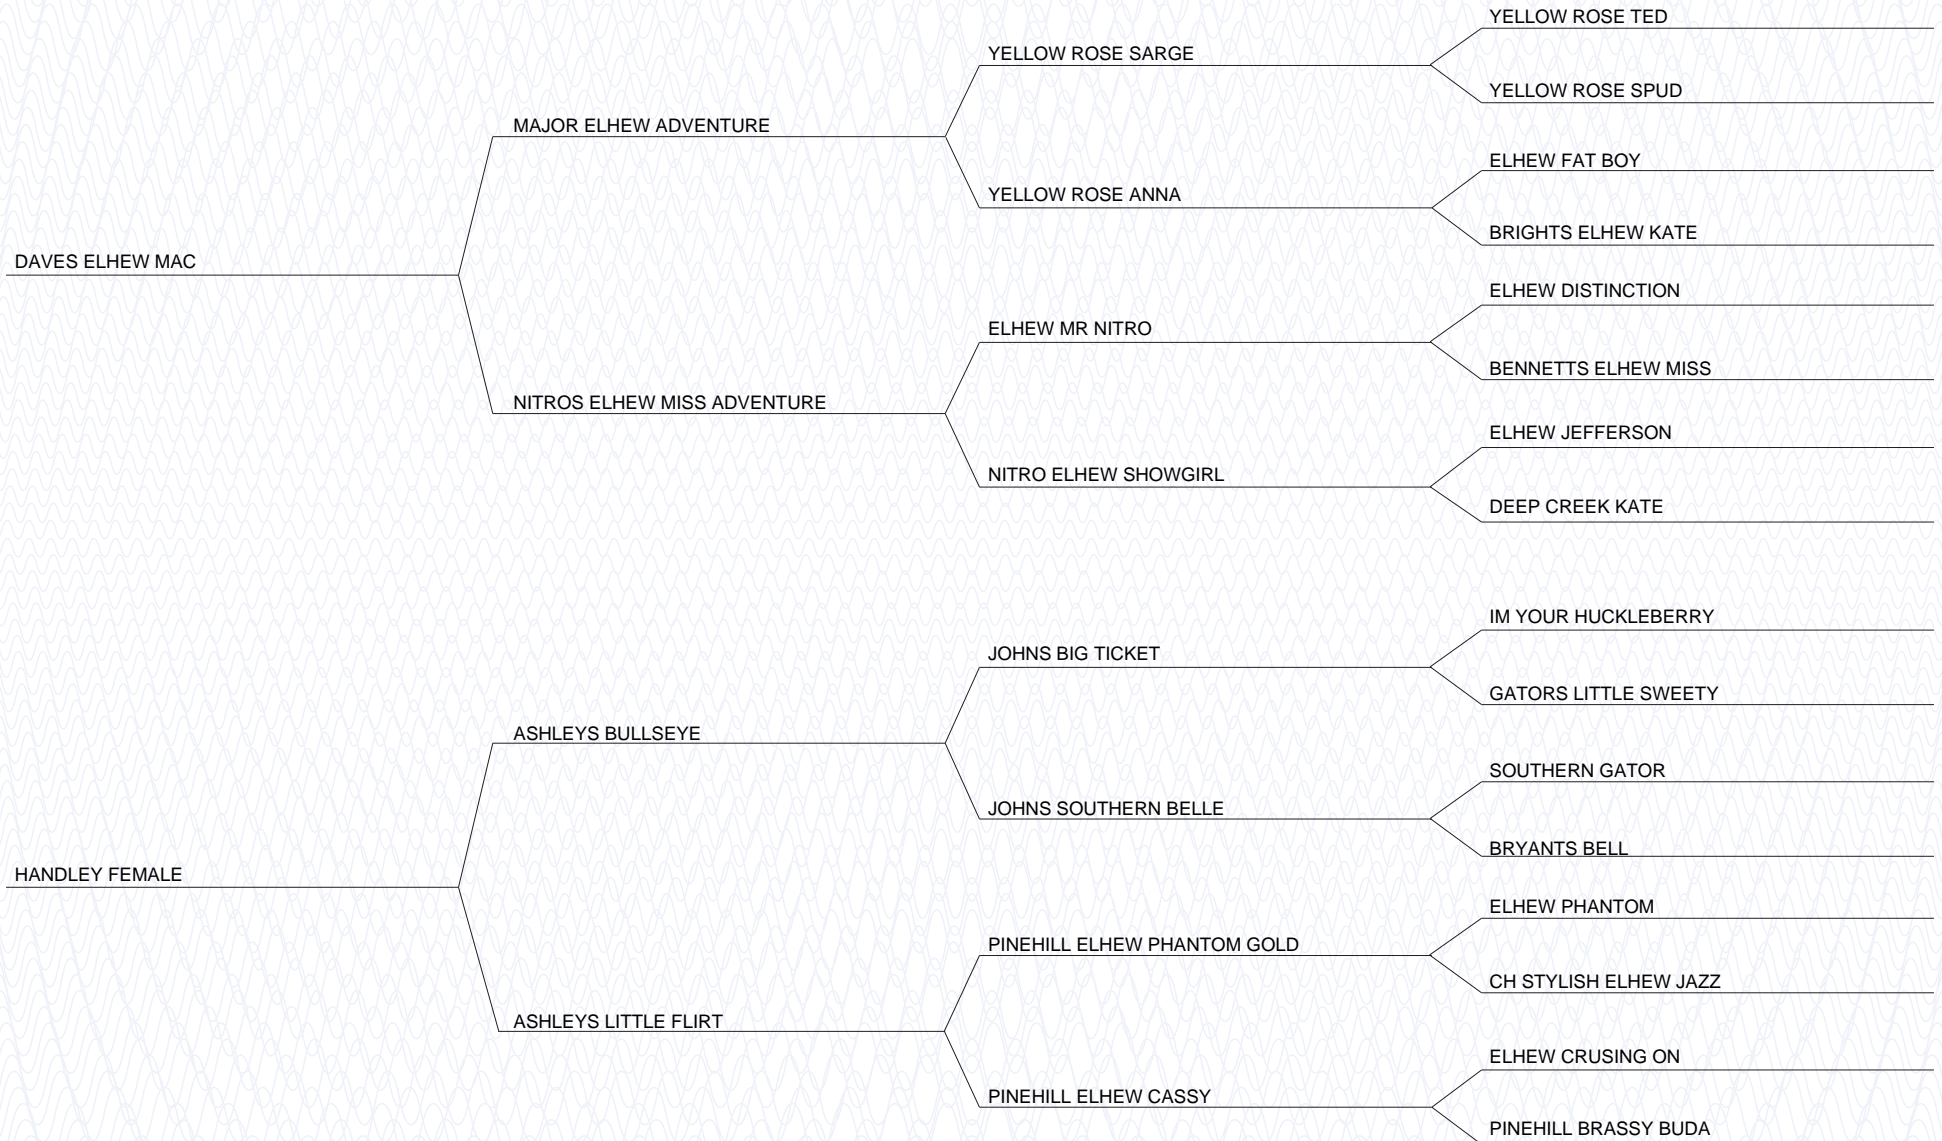 YELLOW ROSE TED
YELLOW ROSE SARGE
YELLOW ROSE SPUD
MAJOR ELHEW ADVENTURE
ELHEW FAT BOY
YELLOW ROSE ANNA
BRIGHTS ELHEW KATE
DAVES ELHEW MAC
ELHEW DISTINCTION
ELHEW MR NITRO
BENNETTS ELHEW MISS
NITROS ELHEW MISS ADVENTURE
ELHEW JEFFERSON
NITRO ELHEW SHOWGIRL
DEEP CREEK KATE
IM YOUR HUCKLEBERRY
JOHNS BIG TICKET
GATORS LITTLE SWEETY
ASHLEYS BULLSEYE
SOUTHERN GATOR
JOHNS SOUTHERN BELLE
BRYANTS BELL
HANDLEY FEMALE
ELHEW PHANTOM
PINEHILL ELHEW PHANTOM GOLD
CH STYLISH ELHEW JAZZ
ASHLEYS LITTLE FLIRT
ELHEW CRUSING ON
PINEHILL ELHEW CASSY
PINEHILL BRASSY BUDA